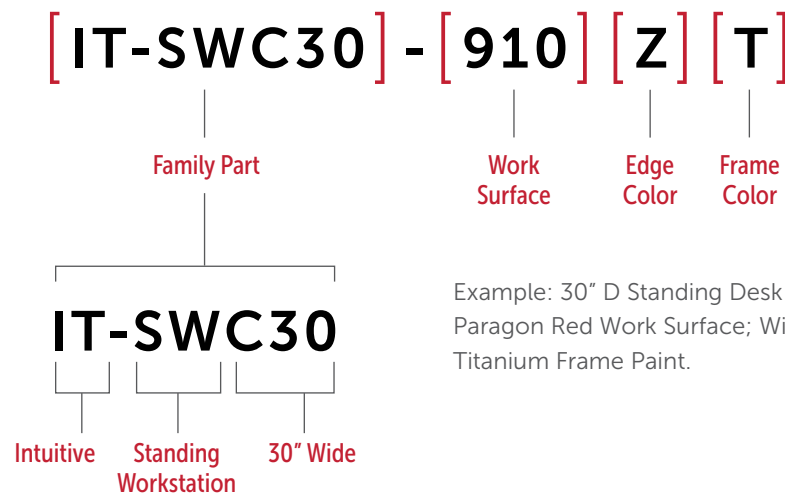 [IT-SWC30] - [910] [Z] [T]
Family Part
Work Surface
Edge Color
Frame Color
IT-SWC30
Intuitive
Standing Workstation
30” Wide
Example: 30” D Standing Desk
Paragon Red Work Surface;
Titanium Frame Paint.